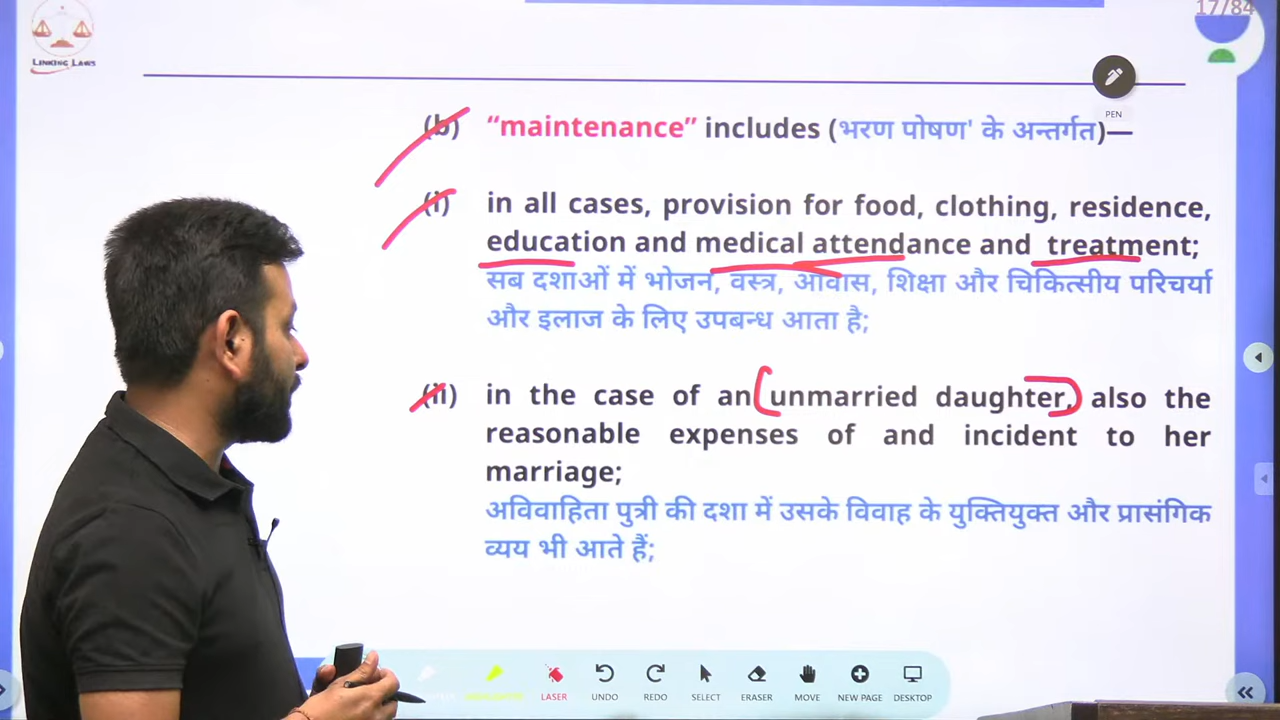 17/84
LINKING LAWS
PEN
(b) “maintenance” includes (भरण पोषण' के अन्तर्गत)—
(i) in all cases, provision for food, clothing, residence,
education and medical attendance and treatment;
सब दशाओं में भोजन, वस्त्र, आवास, शिक्षा और चिकित्सीय परिचर्या
और इलाज के लिए उपबन्ध आता है;
(ii) in the case of an unmarried daughter, also the
reasonable expenses of and incident to her
marriage;
अविवाहिता पुत्री की दशा में उसके विवाह के युक्तियुक्त और प्रासंगिक
व्यय भी आते हैं;
LASER UNDO REDO SELECT ERASER MOVE NEW PAGE DESKTOP